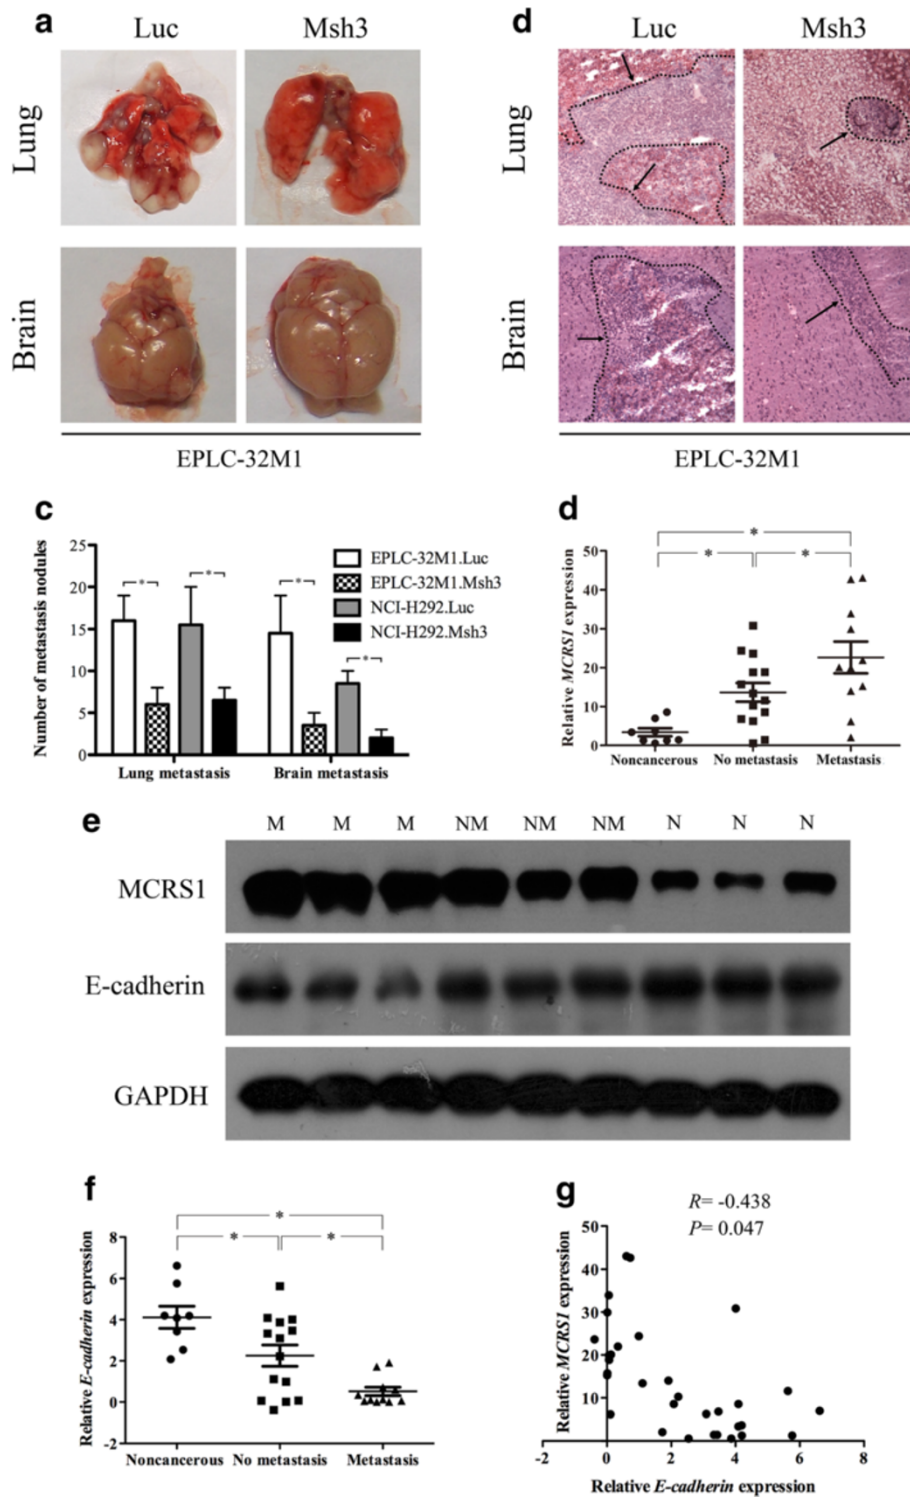 a
Luc
Msh3
Lung
Brain
EPLC-32M1
d
Luc
Msh3
Lung
Brain
EPLC-32M1
c
Number of metastasis nodules
25
20
15
10
5
0
* * * *
EPLC-32M1.Luc
EPLC-32M1.Msh3
NCI-H292.Luc
NCI-H292.Msh3
Lung metastasis
Brain metastasis
d
Relative MCRS1 expression
50
40
30
20
10
0
*
* *
Noncancerous No metastasis Metastasis
e
M M M NM NM NM N N N
MCRS1
E-cadherin
GAPDH
f
Relative E-cadherin expression
8
6
4
2
0
-2
*
* *
Noncancerous No metastasis Metastasis
g
R= -0.438
P= 0.047
Relative MCRS1 expression
50
40
30
20
10
-2 0 2 4 6 8
Relative E-cadherin expression